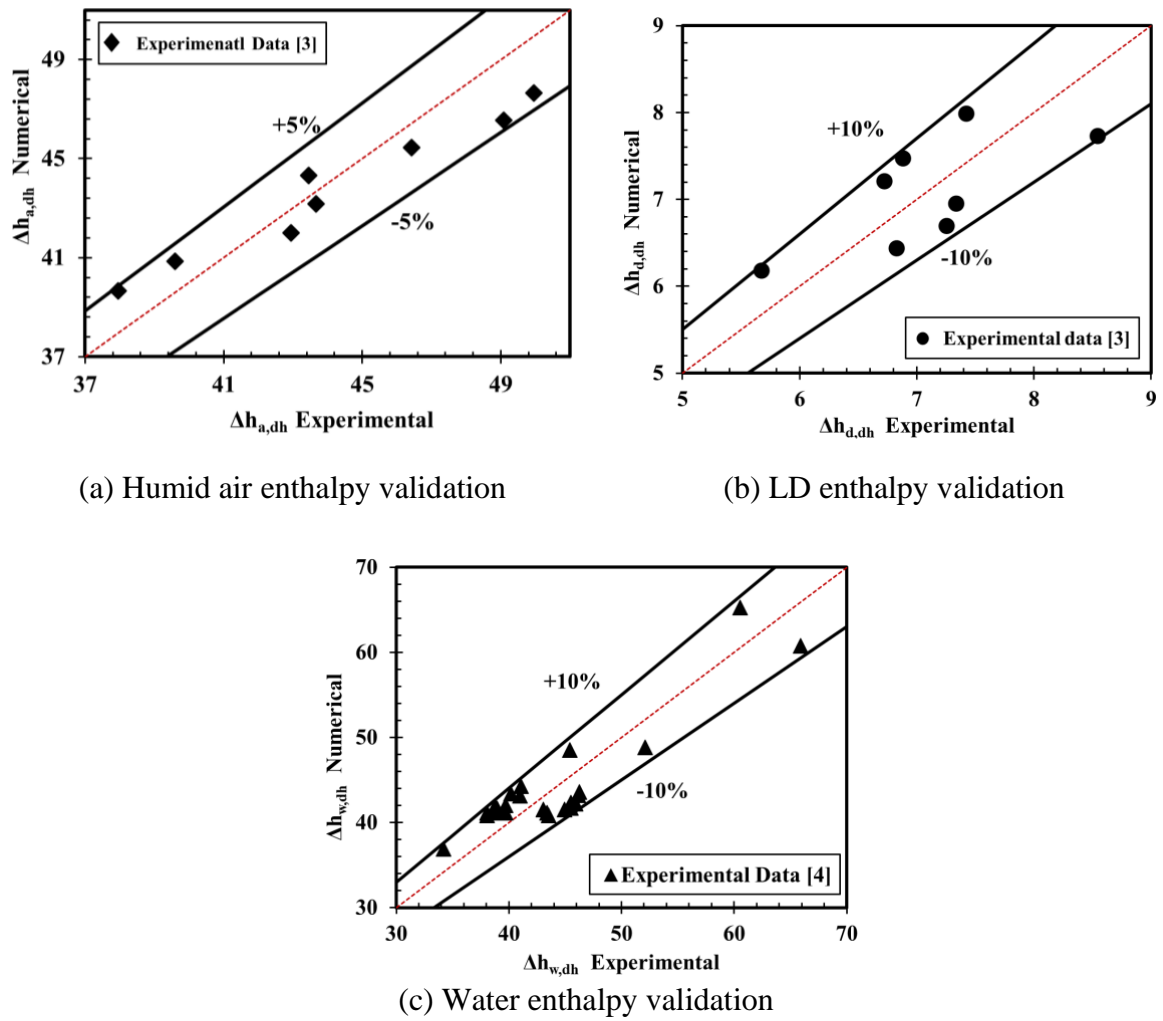 Experimenatl Data [3]
49
45
41
37
+5%
-5%
Δha,dh Numerical
37 41 45 49
Δha,dh Experimental
(a) Humid air enthalpy validation
9
8
7
6
5
+10%
-10%
Δhd,dh Numerical
Experimental data [3]
5 6 7 8 9
Δhd,dh Experimental
(b) LD enthalpy validation
70
60
50
40
30
+10%
-10%
Δhw,dh Numerical
Experimental Data [4]
30 40 50 60 70
Δhw,dh Experimental
(c) Water enthalpy validation